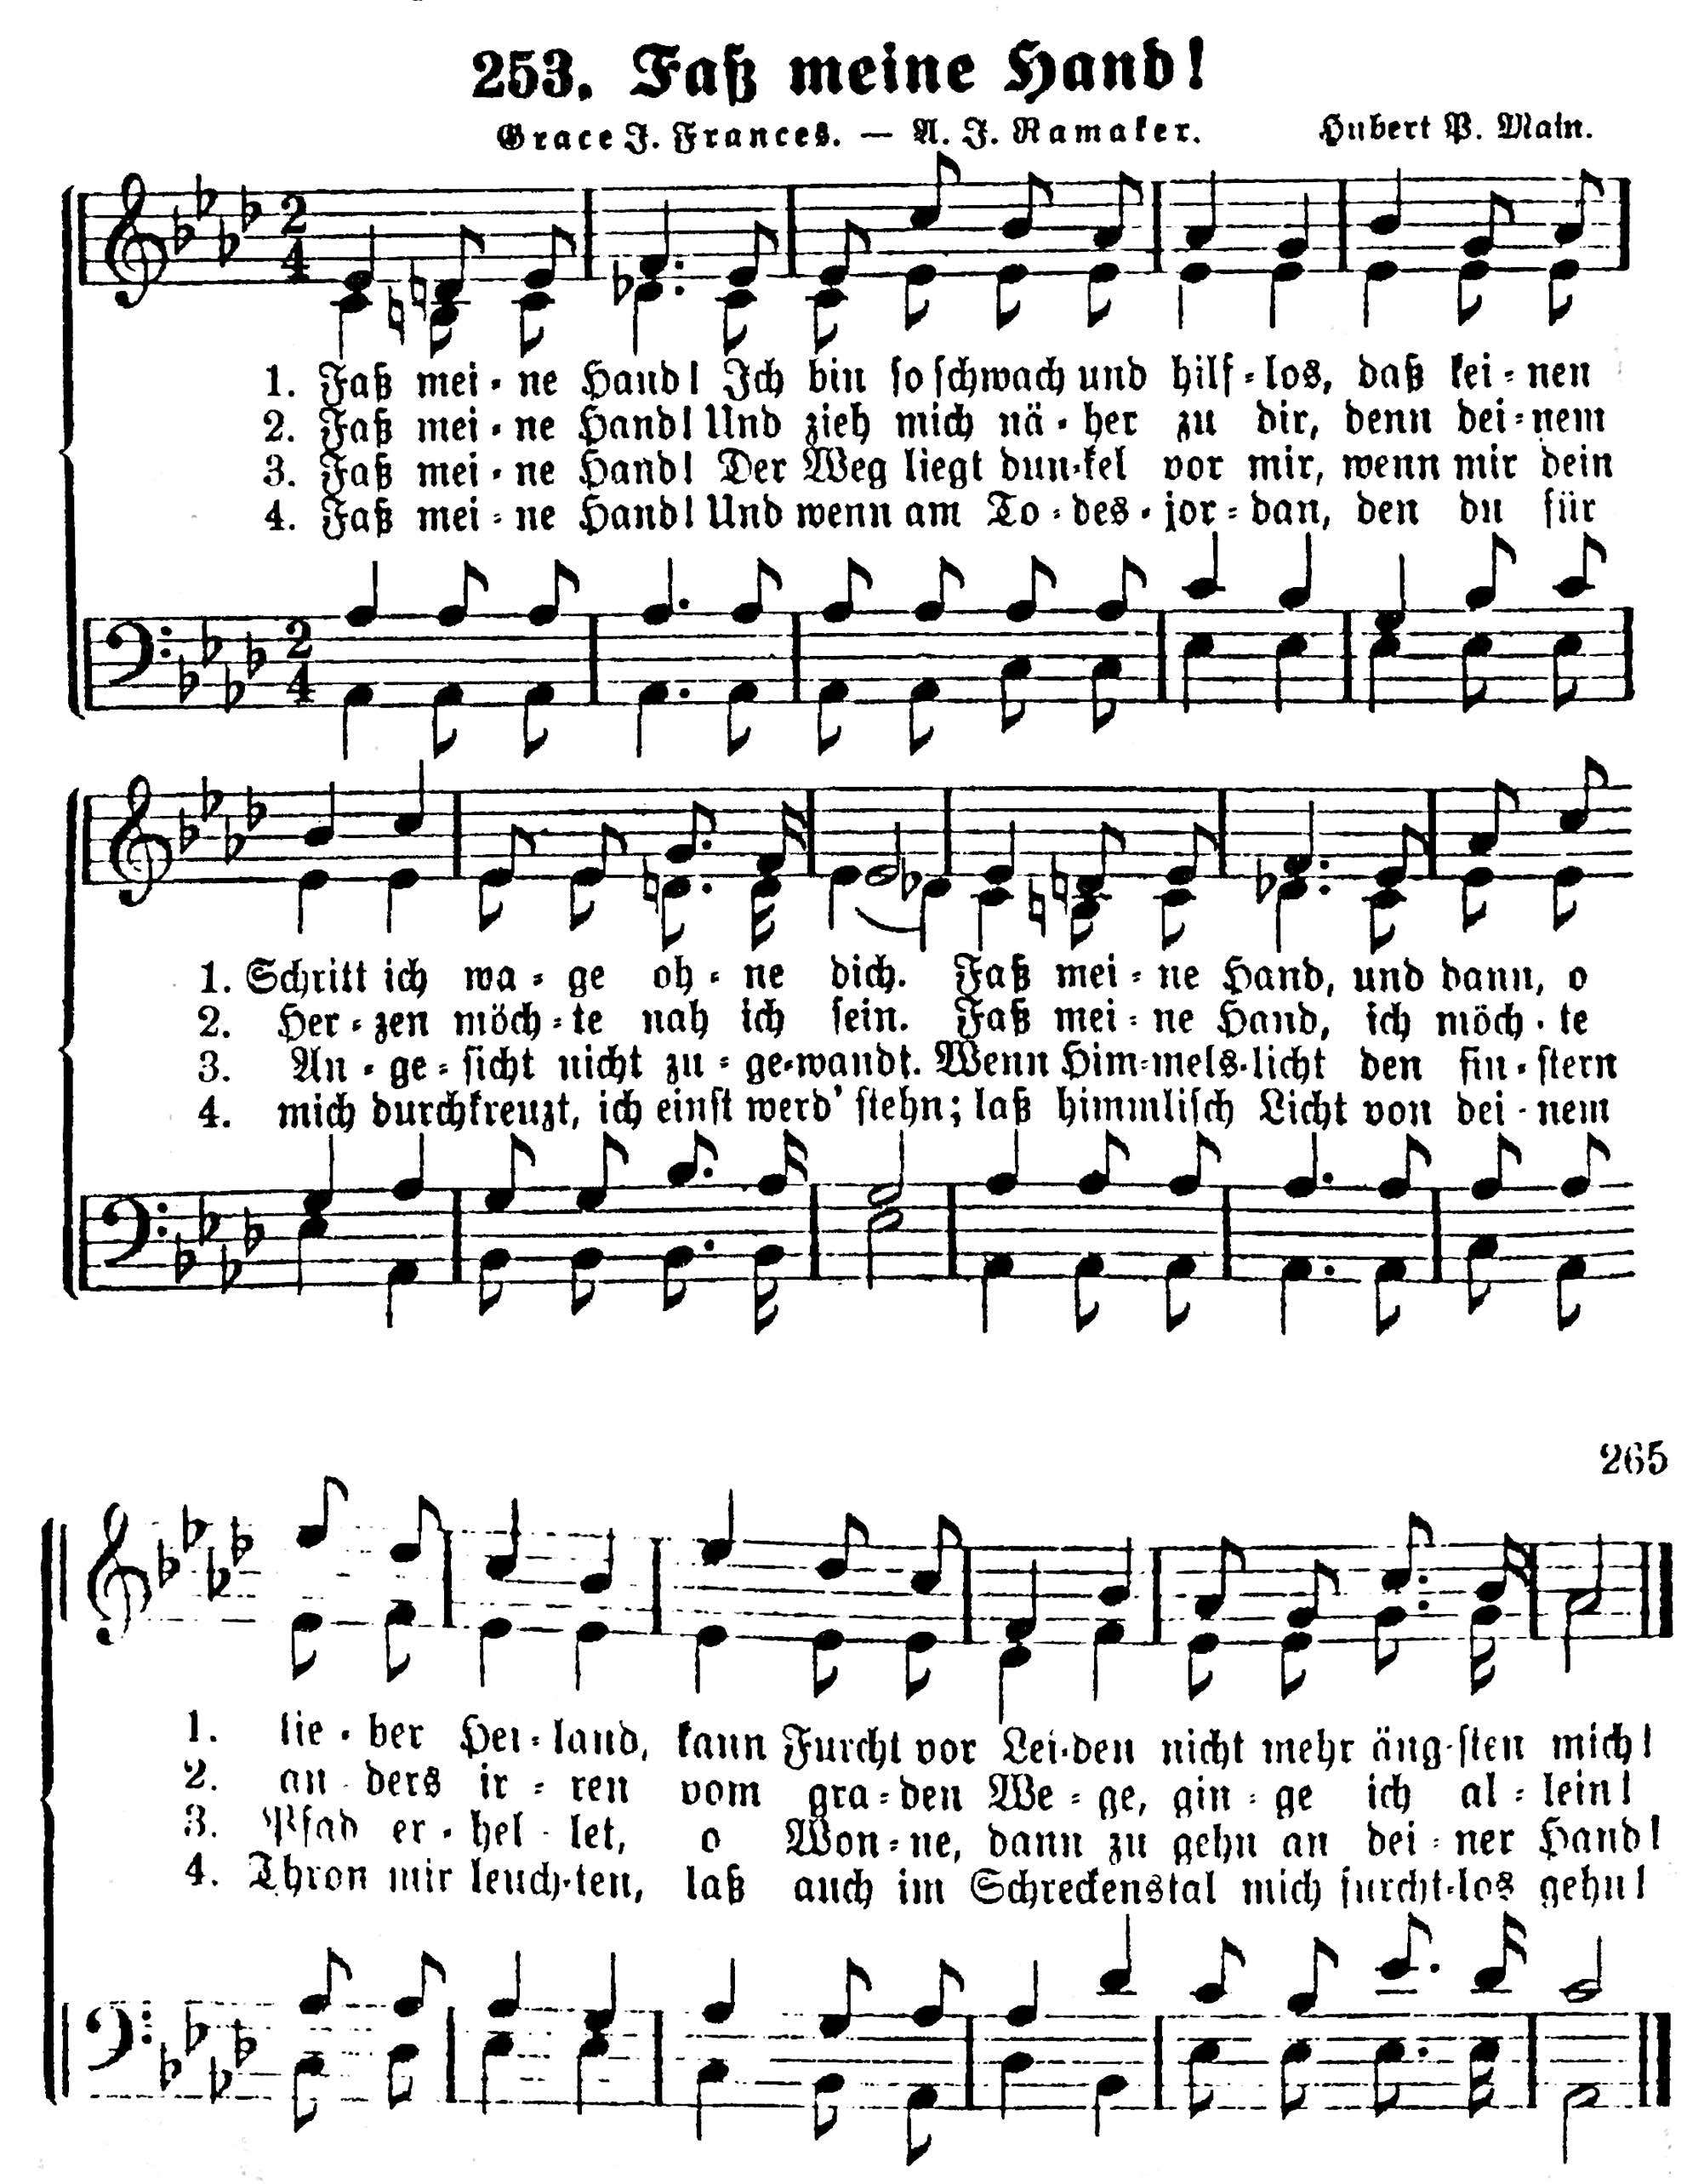 253. Faß meine Hand!
Grace J. Frances. — A. J. Ramaker. Hubert P. Main.
1. Faß mei-ne Hand! Ich bin so schwach und hilf-los, daß kei-nen
2. Faß mei-ne Hand! Und zieh mich nä-her zu dir, denn dei-nem
3. Faß mei-ne Hand! Der Weg liegt dun-kel vor mir, wenn mir dein
4. Faß mei-ne Hand! Und wenn am To-des-jor-dan, den du für
1. Schritt ich wa-ge oh-ne dich. Faß mei-ne Hand, und dann, o
2. Her-zen möch-te nah ich sein. Faß mei-ne Hand, ich möch-te
3. An-ge-sicht nicht zu-ge-wandt. Wenn Him-mels-licht den fin-stern
4. mich durchkreuzt, ich einst werd' stehn; laß himmlisch Licht von dei-nem
265
1. lie-ber Hei-land, kann Furcht vor Lei-den nicht mehr äng-sten mich!
2. an-ders ir-ren vom gra-den We-ge, gin-ge ich al-lein!
3. Pfad er-hel-let, o Won-ne, dann zu gehn an dei-ner Hand!
4. Thron mir leuch-ten, laß auch im Schreckenstal mich furcht-los gehn!